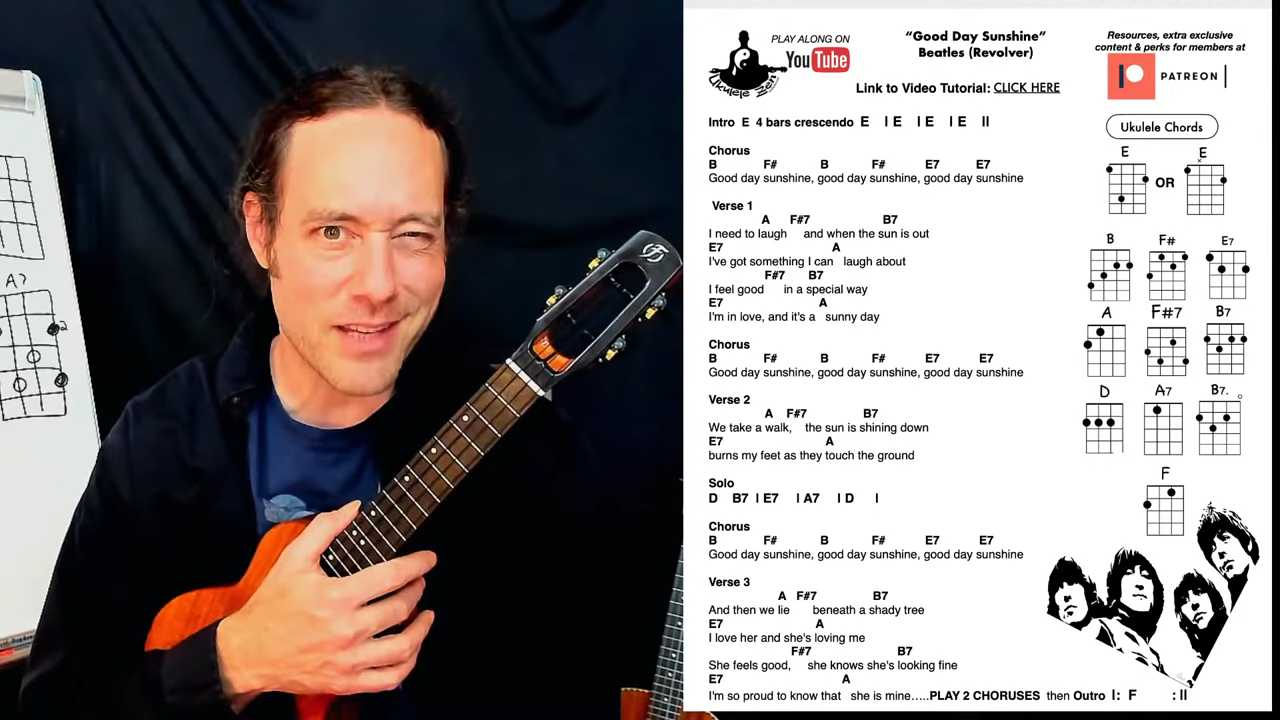 A7
2
PLAY ALONG ON
YouTube
Ukulele Zen
"Good Day Sunshine"
Beatles (Revolver)
Link to Video Tutorial: CLICK HERE
Resources, extra exclusive
content & perks for members at
PATREON
Ukulele Chords
Intro E 4 bars crescendo E I E I E I E II
Chorus
B F# B F# E7 E7
Good day sunshine, good day sunshine, good day sunshine
Verse 1
A F#7 B7
I need to laugh and when the sun is out
E7 A
I've got something I can laugh about
F#7 B7
I feel good in a special way
E7 A
I'm in love, and it's a sunny day
Chorus
B F# B F# E7 E7
Good day sunshine, good day sunshine, good day sunshine
Verse 2
A F#7 B7
We take a walk, the sun is shining down
E7 A
burns my feet as they touch the ground
Solo
D B7 I E7 I A7 I D I
Chorus
B F# B F# E7 E7
Good day sunshine, good day sunshine, good day sunshine
Verse 3
A F#7 B7
And then we lie beneath a shady tree
E7 A
I love her and she's loving me
F#7 B7
She feels good, she knows she's looking fine
E7 A
I'm so proud to know that she is mine.....PLAY 2 CHORUSES then Outro I: F : II
E OR E
x
B F# E7
A F#7 B7
D A7 B7.
F